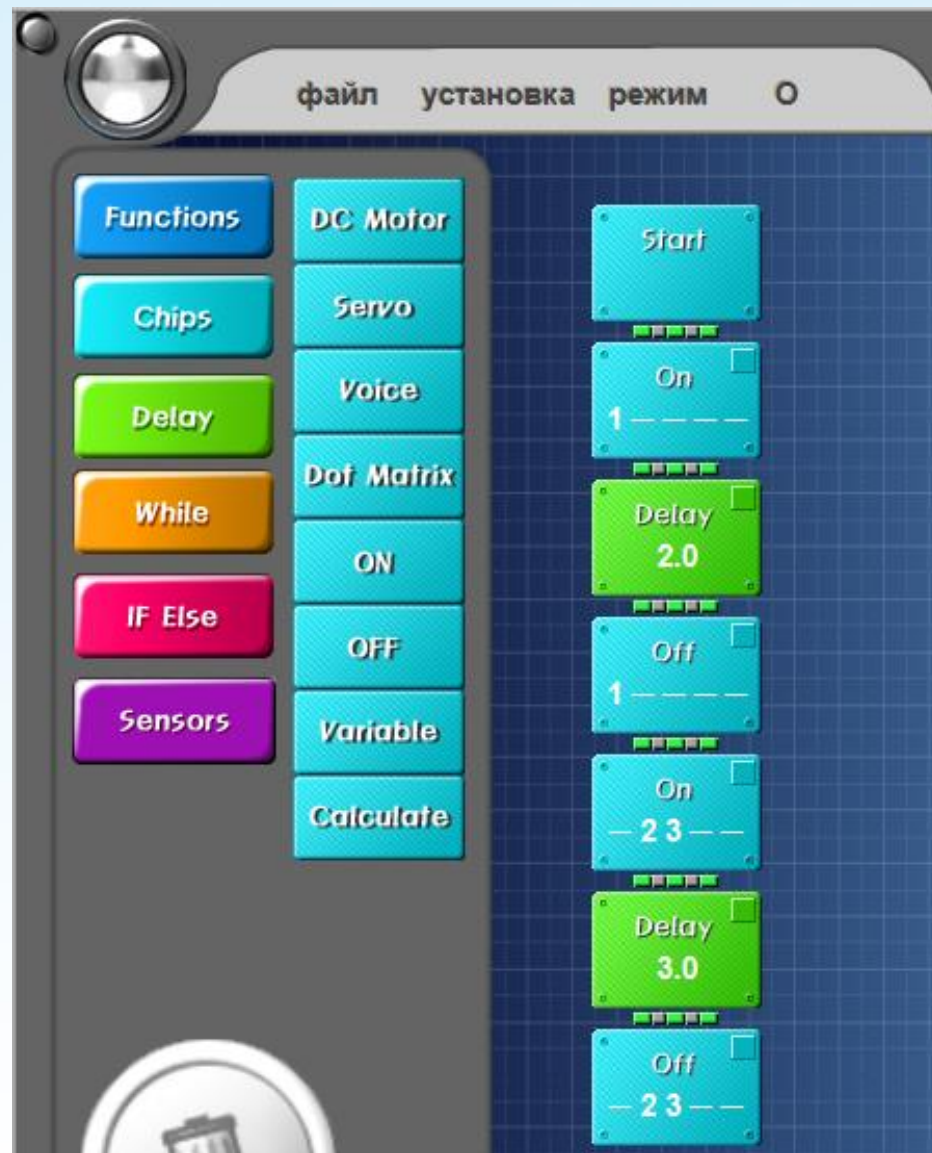 файл установка режим О
Functions
Chips
Delay
While
IF Else
Sensors
DC Motor
Servo
Voice
Dot Matrix
ON
OFF
Variable
Calculate
Start
On
1 — — — —
Delay
2.0
Off
1 — — — —
On
— 2 3 — —
Delay
3.0
Off
— 2 3 — —